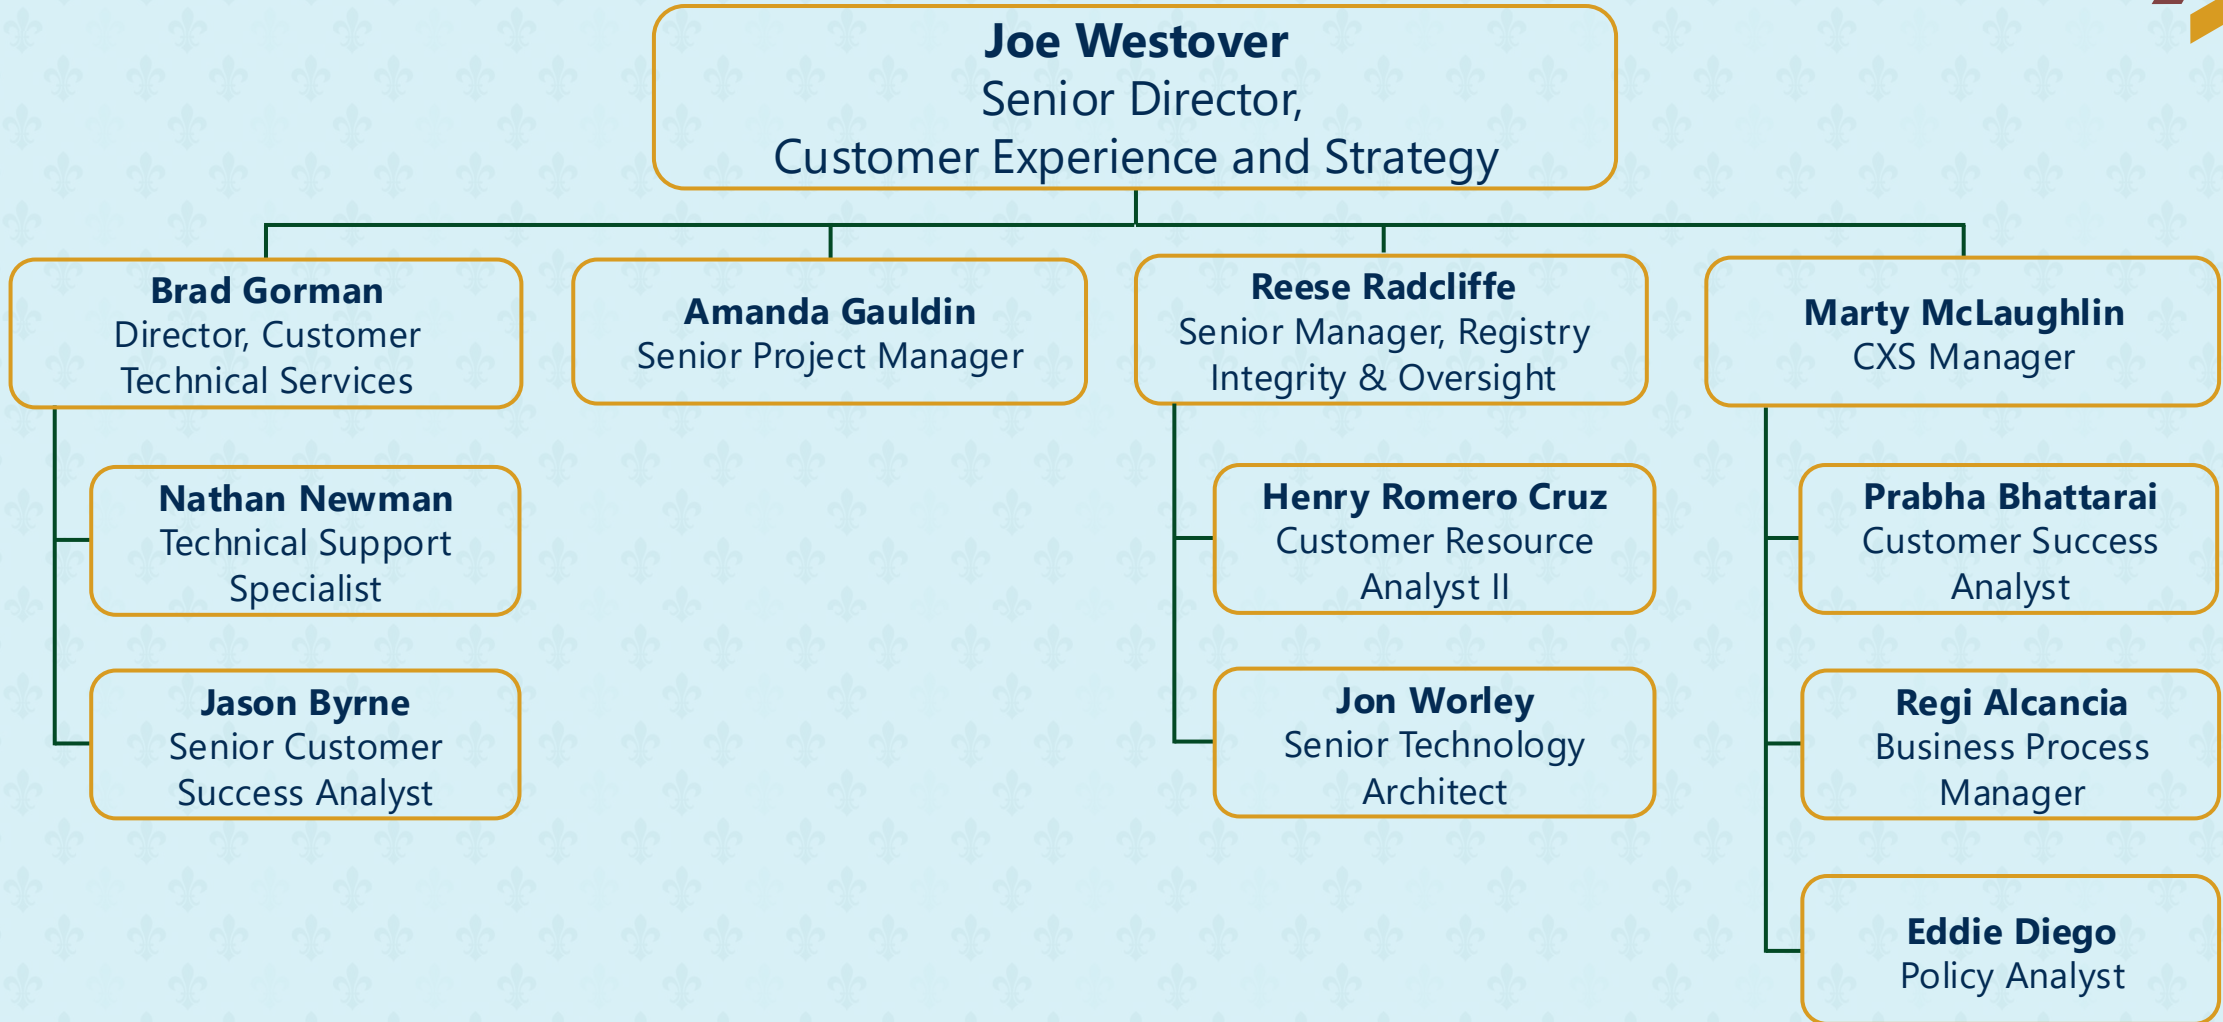 Joe Westover
Senior Director,
Customer Experience and Strategy
Brad Gorman
Director, Customer
Technical Services
Amanda Gauldin
Senior Project Manager
Reese Radcliffe
Senior Manager, Registry
Integrity & Oversight
Marty McLaughlin
CXS Manager
Nathan Newman
Technical Support
Specialist
Jason Byrne
Senior Customer
Success Analyst
Henry Romero Cruz
Customer Resource
Analyst II
Jon Worley
Senior Technology
Architect
Prabha Bhattarai
Customer Success
Analyst
Regi Alcancia
Business Process
Manager
Eddie Diego
Policy Analyst